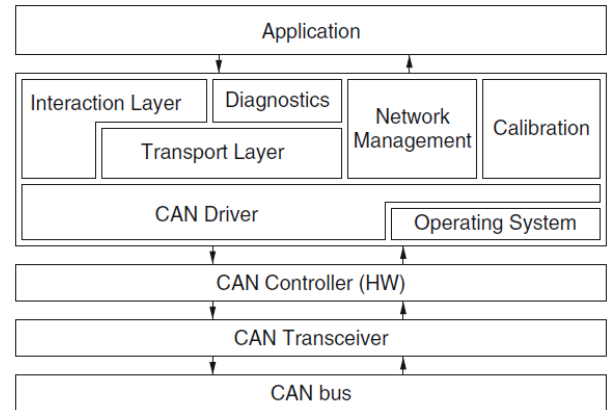 Application
Interaction Layer
Diagnostics
Network
Management
Calibration
Transport Layer
CAN Driver
Operating System
CAN Controller (HW)
CAN Transceiver
CAN bus